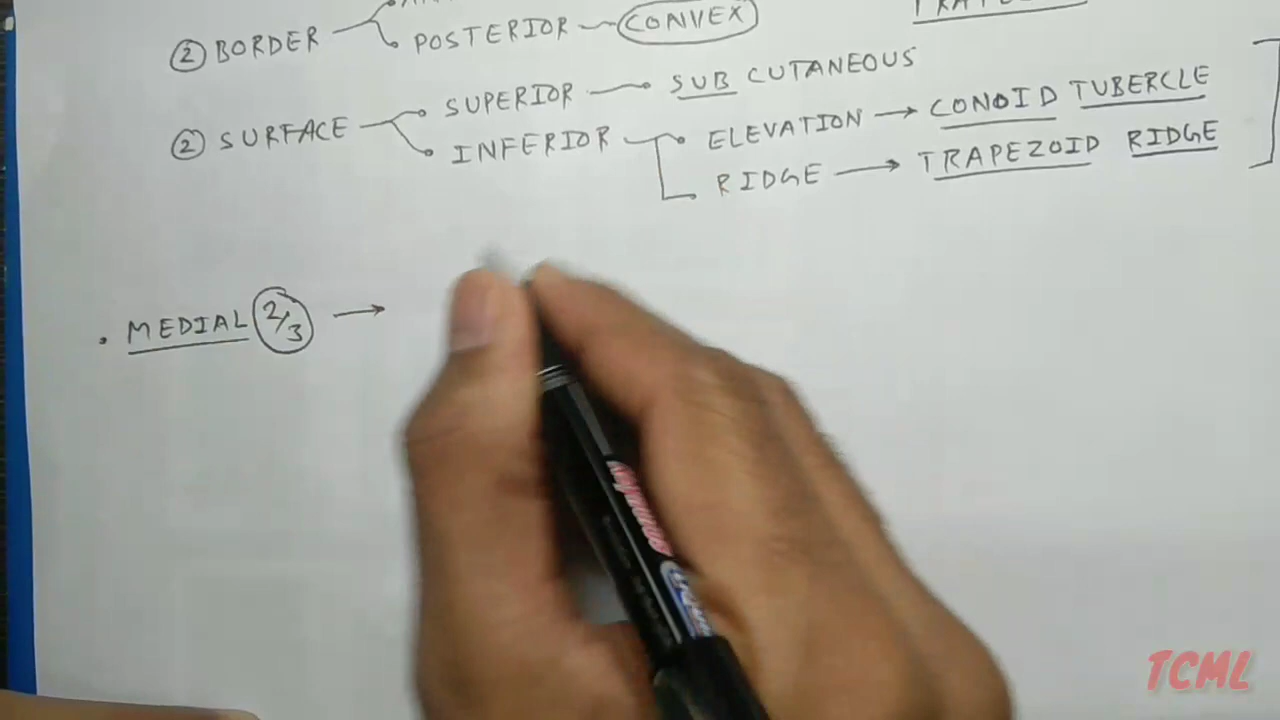 ② BORDER POSTERIOR CONVEX
② SURFACE SUPERIOR → SUB CUTANEOUS
INFERIOR ELEVATION → CONOID TUBERCLE
RIDGE → TRAPEZOID RIDGE
. MEDIAL 2/3 →
TCML